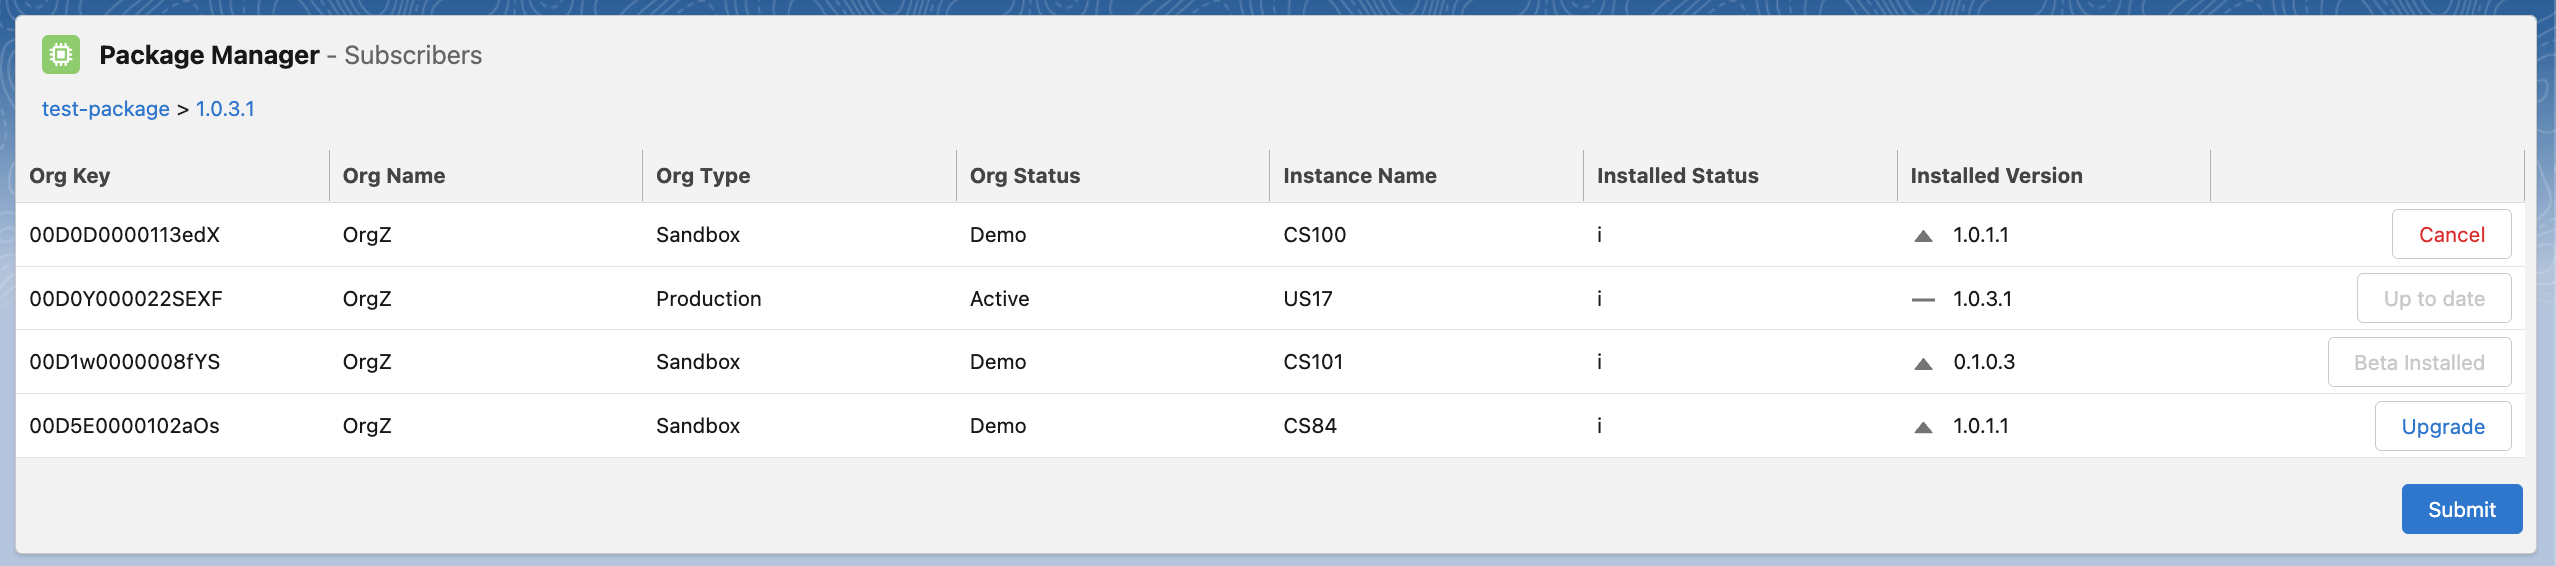 Package Manager - Subscribers
test-package > 1.0.3.1
Org Key Org Name Org Type Org Status Instance Name Installed Status Installed Version
00D0D0000113edX OrgZ Sandbox Demo CS100 i 1.0.1.1 Cancel
00D0Y000022SEXF OrgZ Production Active US17 i 1.0.3.1 Up to date
00D1w0000008fYS OrgZ Sandbox Demo CS101 i 0.1.0.3 Beta Installed
00D5E0000102aOs OrgZ Sandbox Demo CS84 i 1.0.1.1 Upgrade
Submit